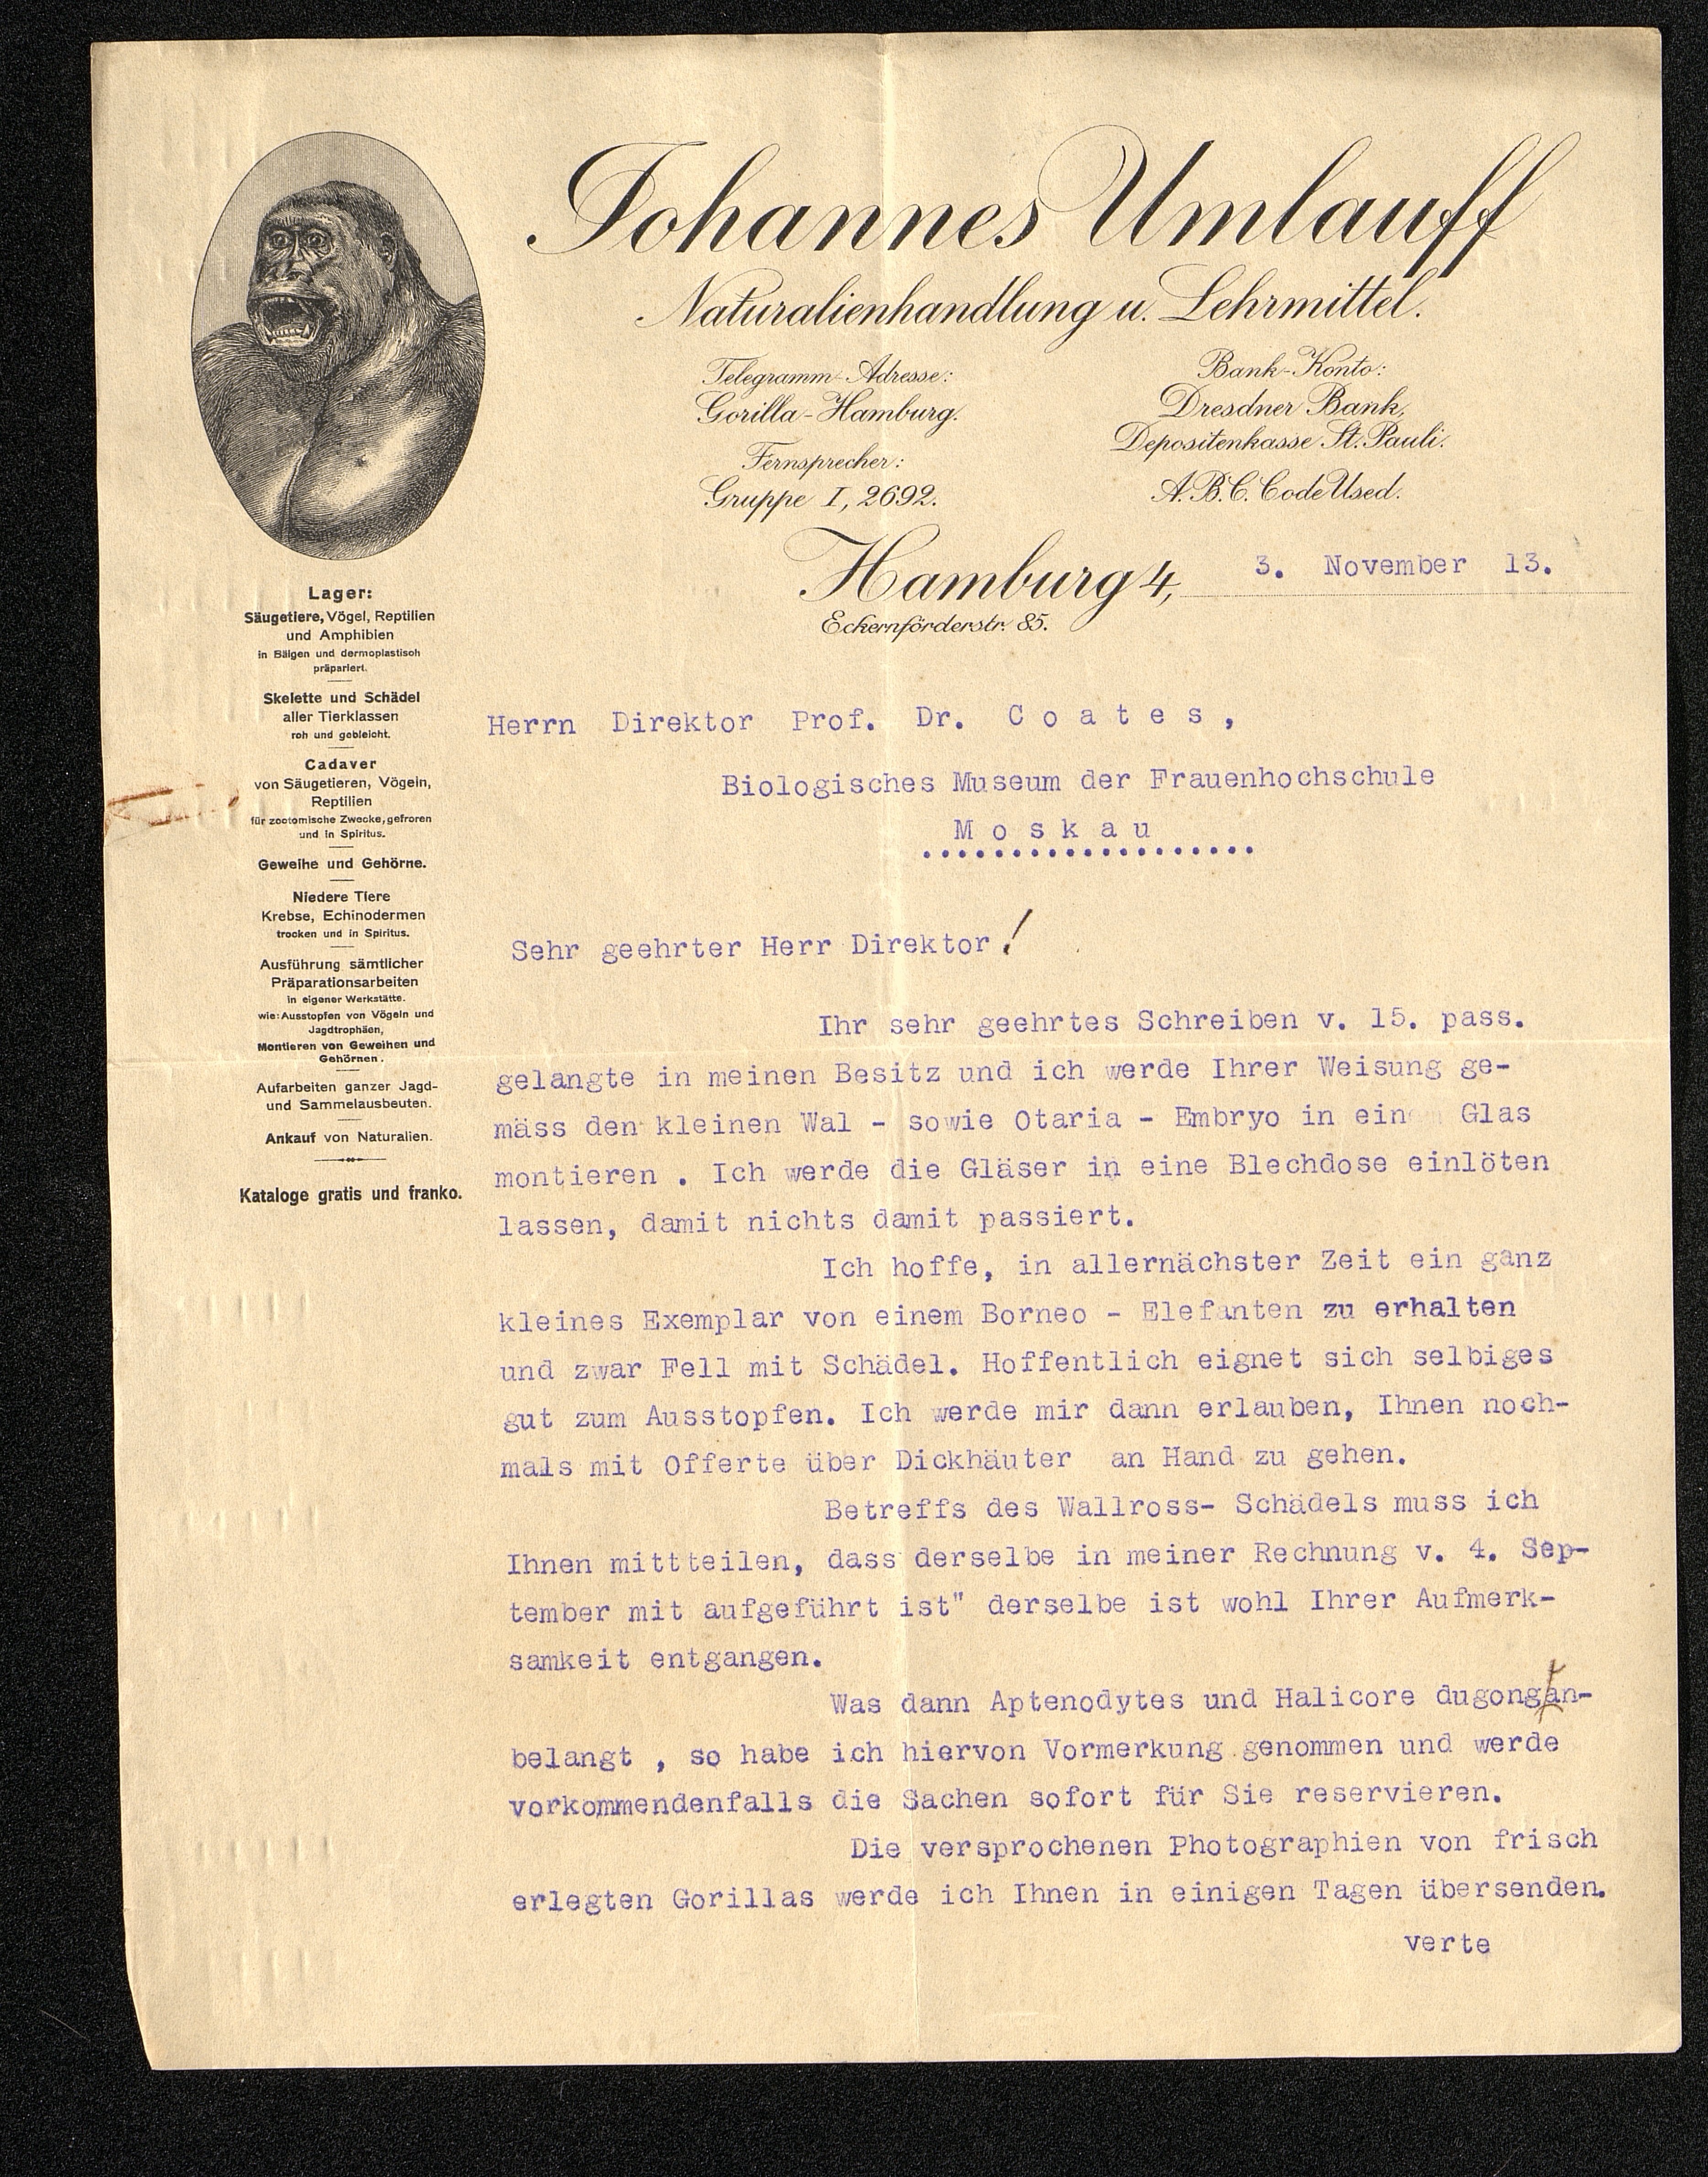 Johannes Umlauff
Naturalienhandlung u. Lehrmittel.
Telegramm-Adresse:
Gorilla-Hamburg.
Fernsprecher:
Gruppe I, 2692.
Bank-Konto:
Dresdner Bank,
Depositenkasse St. Pauli.
A.B.C. Code Used.
Hamburg 4, 3. November 13.
Eckernförderstr. 85.
Lager:
Säugetiere, Vögel, Reptilien
und Amphibien
in Bälgen und dermoplastisch
präpariert.
Skelette und Schädel
aller Tierklassen
roh und gebleicht.
Cadaver
von Säugetieren, Vögeln,
Reptilien
für zootomische Zwecke, gefroren
und in Spiritus.
Geweihe und Gehörne.
Niedere Tiere
Krebse, Echinodermen
trocken und in Spiritus.
Ausführung sämtlicher
Präparationsarbeiten
in eigener Werkstätte.
wie: Ausstopfen von Vögeln und
Jagdtrophäen,
Montieren von Geweihen und
Gehörnen.
Aufarbeiten ganzer Jagd-
und Sammelausbeuten.
Ankauf von Naturalien.
Kataloge gratis und franko.
Herrn Direktor Prof. Dr. C o a t e s ,
Biologisches Museum der Frauenhochschule
M o s k a u
...................
Sehr geehrter Herr Direktor!
Ihr sehr geehrtes Schreiben v. 15. pass.
gelangte in meinen Besitz und ich werde Ihrer Weisung ge-
mäss den kleinen Wal - sowie Otaria - Embryo in ein Glas
montieren . Ich werde die Gläser in eine Blechdose einlöten
lassen, damit nichts damit passiert.
Ich hoffe, in allernächster Zeit ein ganz
kleines Exemplar von einem Borneo - Elefanten zu erhalten
und zwar Fell mit Schädel. Hoffentlich eignet sich selbiges
gut zum Ausstopfen. Ich werde mir dann erlauben, Ihnen noch-
mals mit Offerte über Dickhäuter an Hand zu gehen.
Betreffs des Wallross- Schädels muss ich
Ihnen mittteilen, dass derselbe in meiner Rechnung v. 4. Sep-
tember mit aufgeführt ist" derselbe ist wohl Ihrer Aufmerk-
samkeit entgangen.
Was dann Aptenodytes und Halicore dugong an-
belangt , so habe ich hiervon Vormerkung genommen und werde
vorkommendenfalls die Sachen sofort für Sie reservieren.
Die versprochenen Photographien von frisch
erlegten Gorillas werde ich Ihnen in einigen Tagen übersenden.
verte